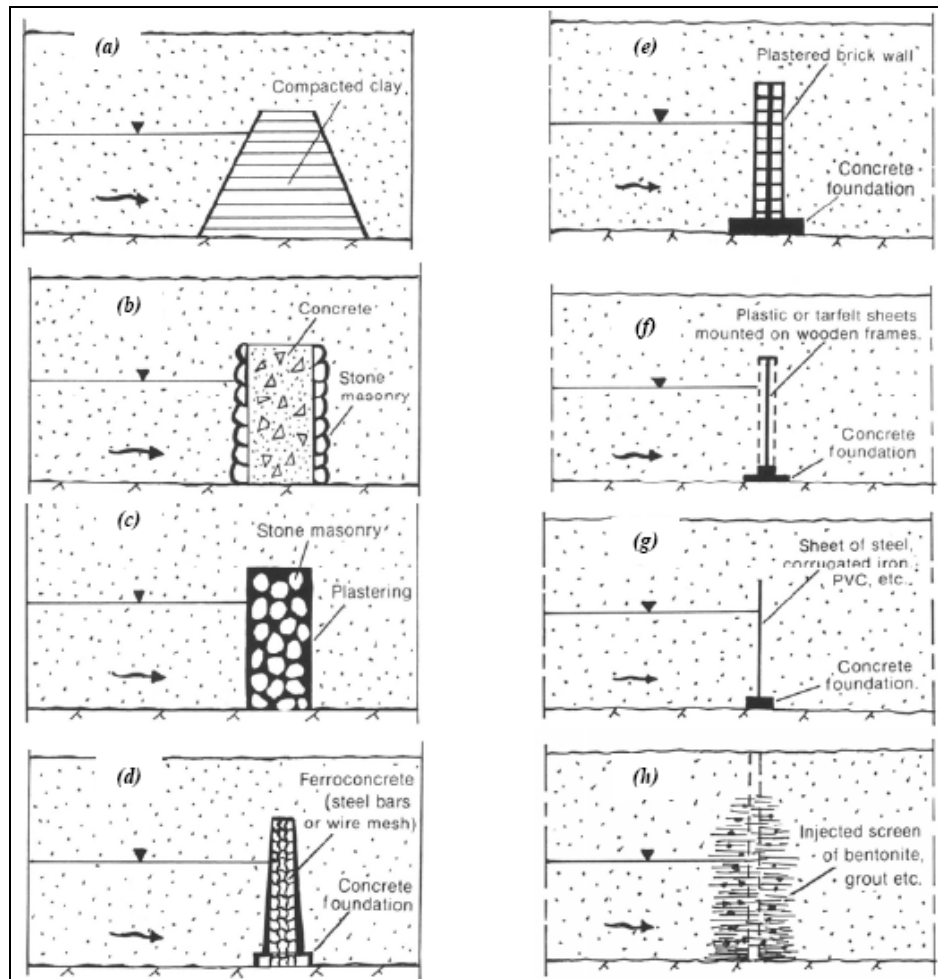 (a)
Compacted clay
(b)
Concrete
Stone
masonry
(c)
Stone masonry
Plastering
(d)
Ferroconcrete
(steel bars
or wire mesh)
Concrete
foundation
(e)
Plastered brick wall
Concrete
foundation
(f)
Plastic or tarfelt sheets
mounted on wooden frames.
Concrete
foundation
(g)
Sheet of steel,
corrugated iron,
PVC, etc.
Concrete
foundation.
(h)
Injected screen
of bentonite,
grout etc.